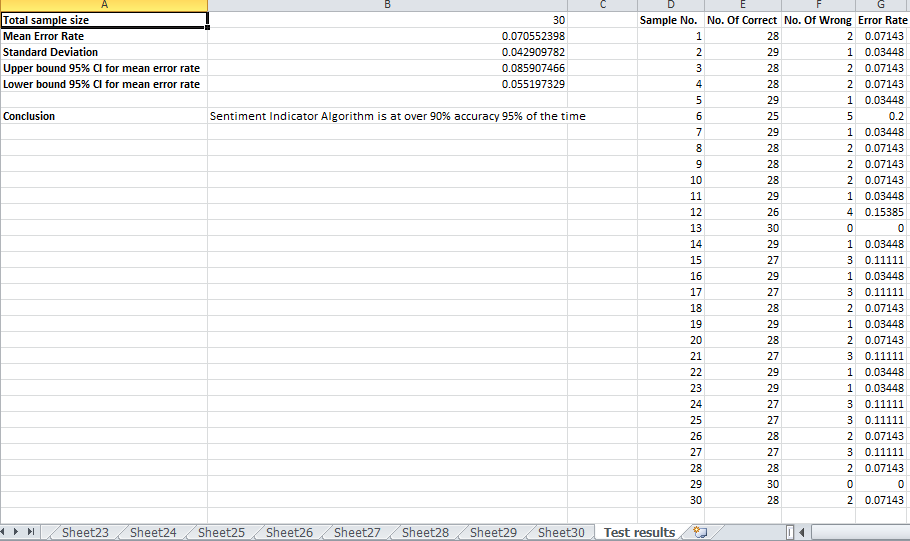 A B C D E F G
Total sample size 30 Sample No. No. Of Correct No. Of Wrong Error Rate
Mean Error Rate 0.070552398 1 28 2 0.07143
Standard Deviation 0.042909782 2 29 1 0.03448
Upper bound 95% CI for mean error rate 0.085907466 3 28 2 0.07143
Lower bound 95% CI for mean error rate 0.055197329 4 28 2 0.07143
5 29 1 0.03448
Conclusion Sentiment Indicator Algorithm is at over 90% accuracy 95% of the time 6 25 5 0.2
7 29 1 0.03448
8 28 2 0.07143
9 28 2 0.07143
10 28 2 0.07143
11 29 1 0.03448
12 26 4 0.15385
13 30 0 0
14 29 1 0.03448
15 27 3 0.11111
16 29 1 0.03448
17 27 3 0.11111
18 28 2 0.07143
19 29 1 0.03448
20 28 2 0.07143
21 27 3 0.11111
22 29 1 0.03448
23 29 1 0.03448
24 27 3 0.11111
25 27 3 0.11111
26 28 2 0.07143
27 27 3 0.11111
28 28 2 0.07143
29 30 0 0
30 28 2 0.07143
Sheet23 Sheet24 Sheet25 Sheet26 Sheet27 Sheet28 Sheet29 Sheet30 Test results